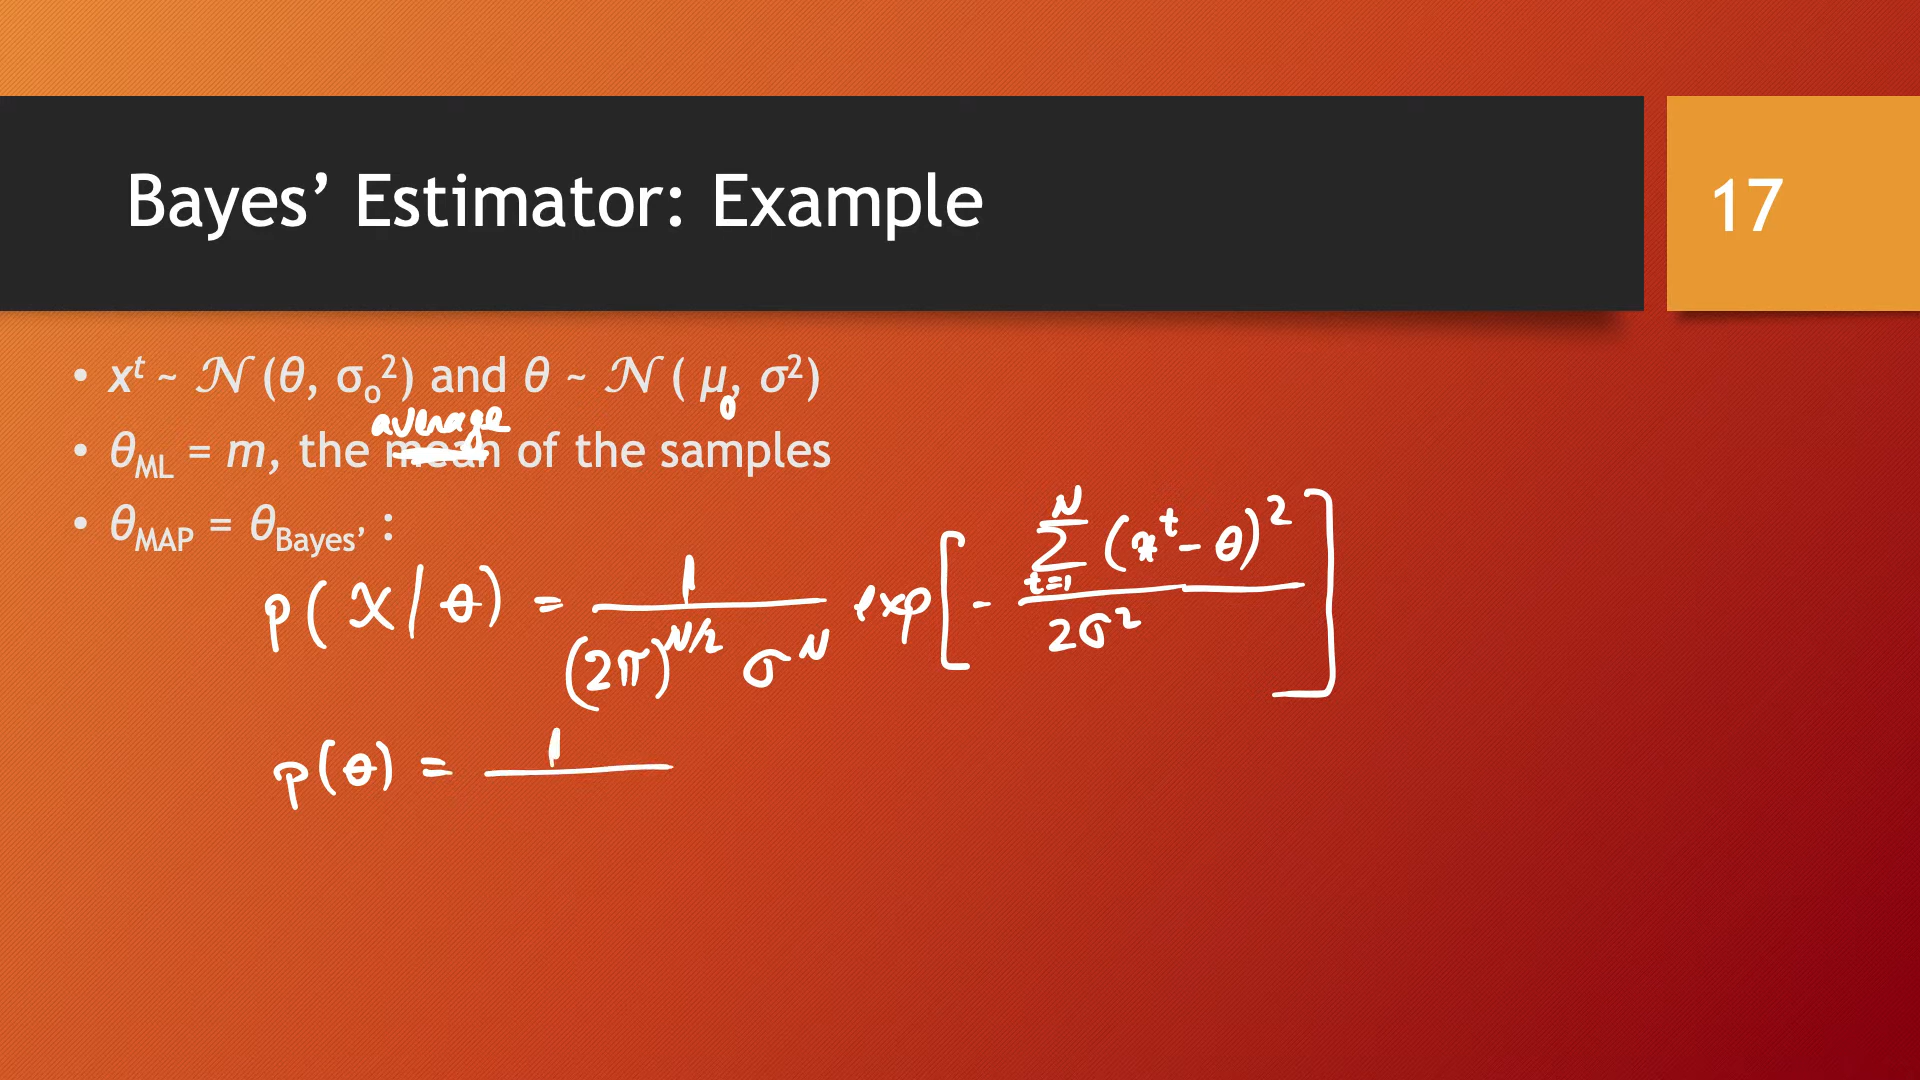 Bayes’ Estimator: Example
17
• xᵗ ~ 𝒩 (θ, σₒ²) and θ ~ 𝒩 ( μ₀, σ²)
average
• θ_ML = m, the mean of the samples
• θ_MAP = θ_Bayes’ :
p(X|θ) = 1 / ((2π)^(N/2) σ^N) exp[ - Σ_{t=1}^{N} (xᵗ - θ)² / 2σ² ]
p(θ) = 1